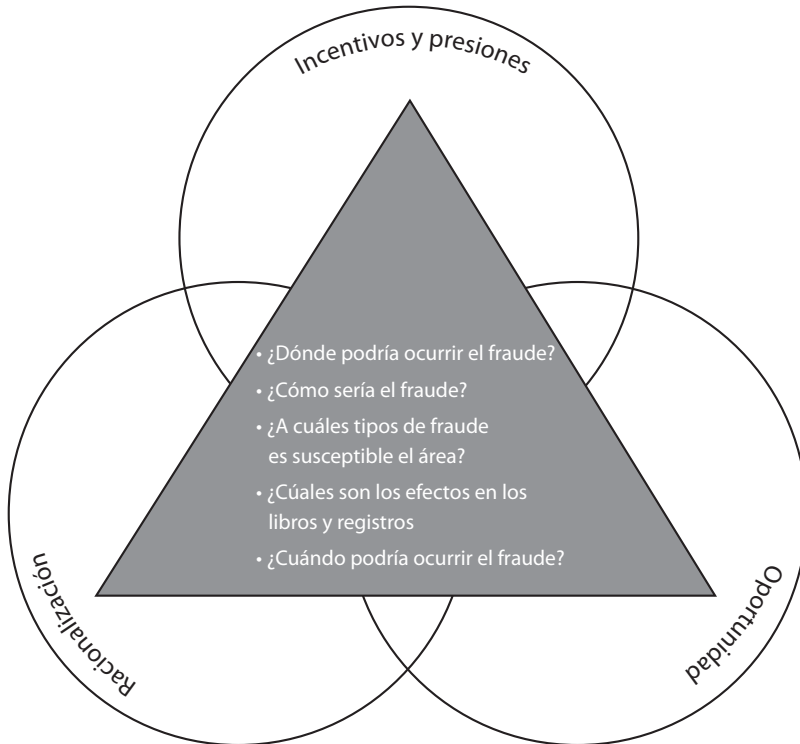 Incentivos y presiones
• ¿Dónde podría ocurrir el fraude?
• ¿Cómo sería el fraude?
• ¿A cuáles tipos de fraude
es susceptible el área?
• ¿Cúales son los efectos en los
libros y registros
• ¿Cuándo podría ocurrir el fraude?
Racionalización
Oportunidad